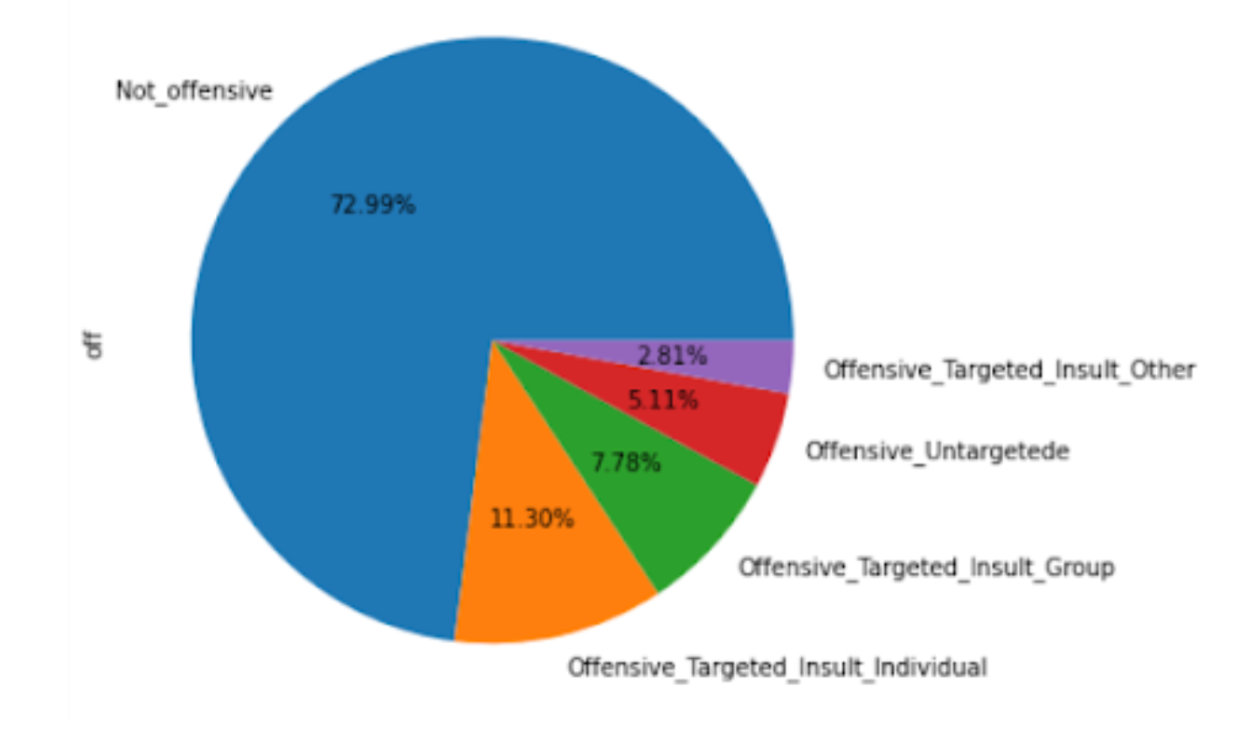 Not_offensive
72.99%
off
2.81%
Offensive_Targeted_Insult_Other
5.11%
Offensive_Untargetede
7.78%
11.30%
Offensive_Targeted_Insult_Group
Offensive_Targeted_Insult_Individual